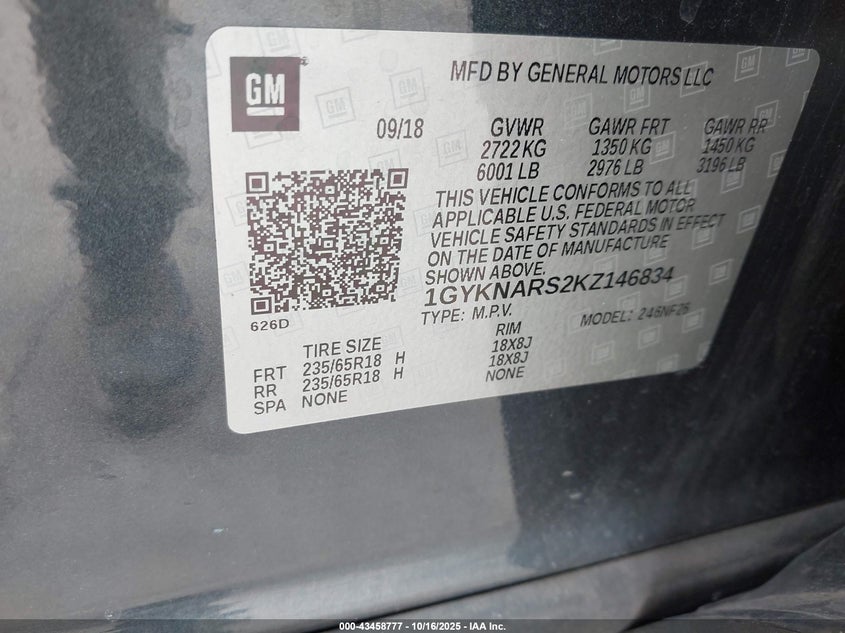 GM
MFD BY GENERAL MOTORS LLC
09/18 GVWR GAWR FRT GAWR RR
2722 KG 1350 KG 1450 KG
6001 LB 2976 LB 3196 LB
THIS VEHICLE CONFORMS TO ALL
APPLICABLE U.S. FEDERAL MOTOR
VEHICLE SAFETY STANDARDS IN EFFECT
ON THE DATE OF MANUFACTURE
SHOWN ABOVE.
1GYKNARS2KZ146834
TYPE: M.P.V. MODEL: 246NF26
626D
TIRE SIZE RIM
FRT 235/65R18 H 18X8J
RR 235/65R18 H 18X8J
SPA NONE NONE
000-43458777 - 10/16/2025 - IAA Inc.